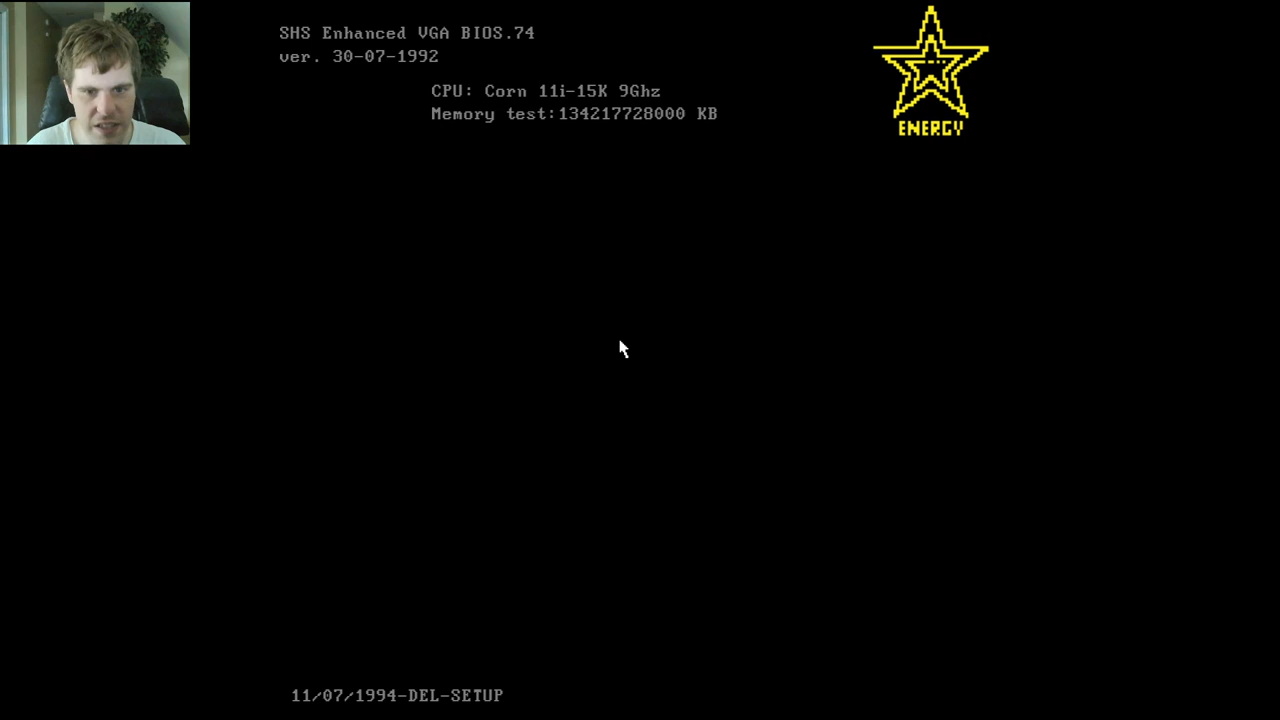 SHS Enhanced VGA BIOS.74
ver. 30-07-1992
CPU: Corn 11i-15K 9Ghz
Memory test:134217728000 KB
ENERGY
11/07/1994-DEL-SETUP